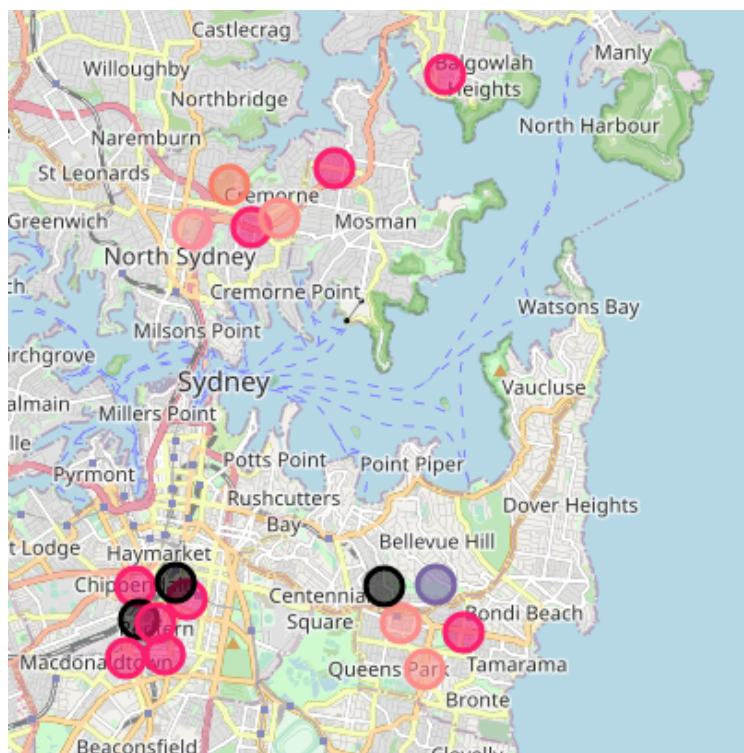 Castlecrag
Manly
Willoughby
Balgowlah
Heights
Northbridge
North Harbour
Naremburn
St Leonards
Cremorne
Greenwich
Mosman
North Sydney
Cremorne Point
ch
Watsons Bay
Milsons Point
irchgrove
Sydney
Vaucluse
almain
Millers Point
lle
Potts Point
Point Piper
Pyrmont
Rushcutters
Bay
Dover Heights
t Lodge
Haymarket
Bellevue Hill
Centennial
Square
Bondi Beach
Macdonaldtown
Queens Park
Tamarama
Bronte
Beaconsfield